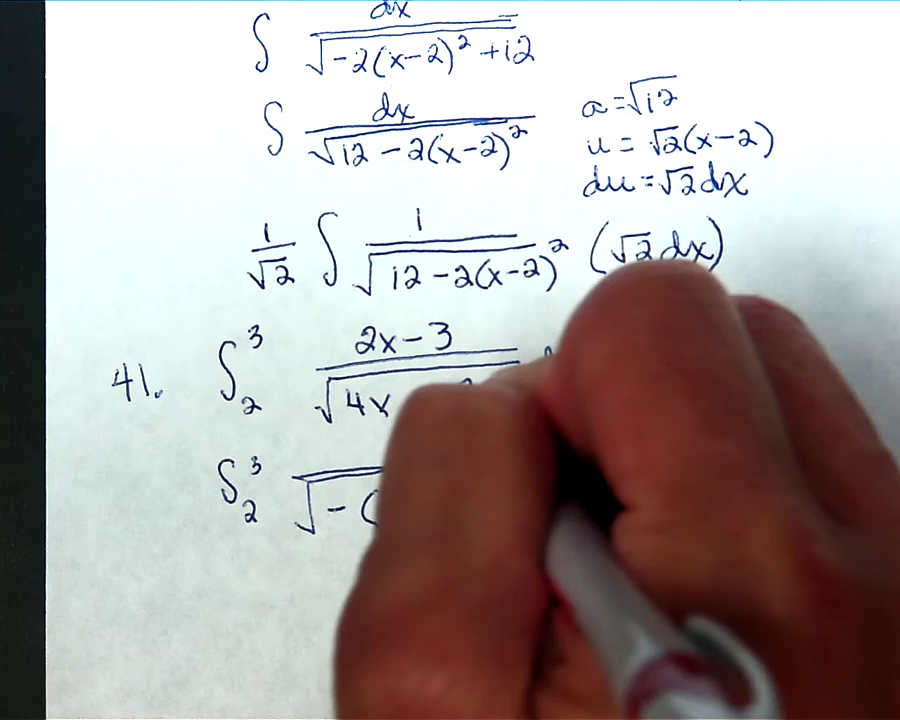 ∫ dx / √(-2(x-2)² + 12)
∫ dx / √(12 - 2(x-2)²)
a = √12
u = √2(x-2)
du = √2 dx
1/√2 ∫ 1 / √(12 - 2(x-2)²) (√2 dx)
41. ∫₂³ (2x-3) / √(4x
∫₂³ √-(